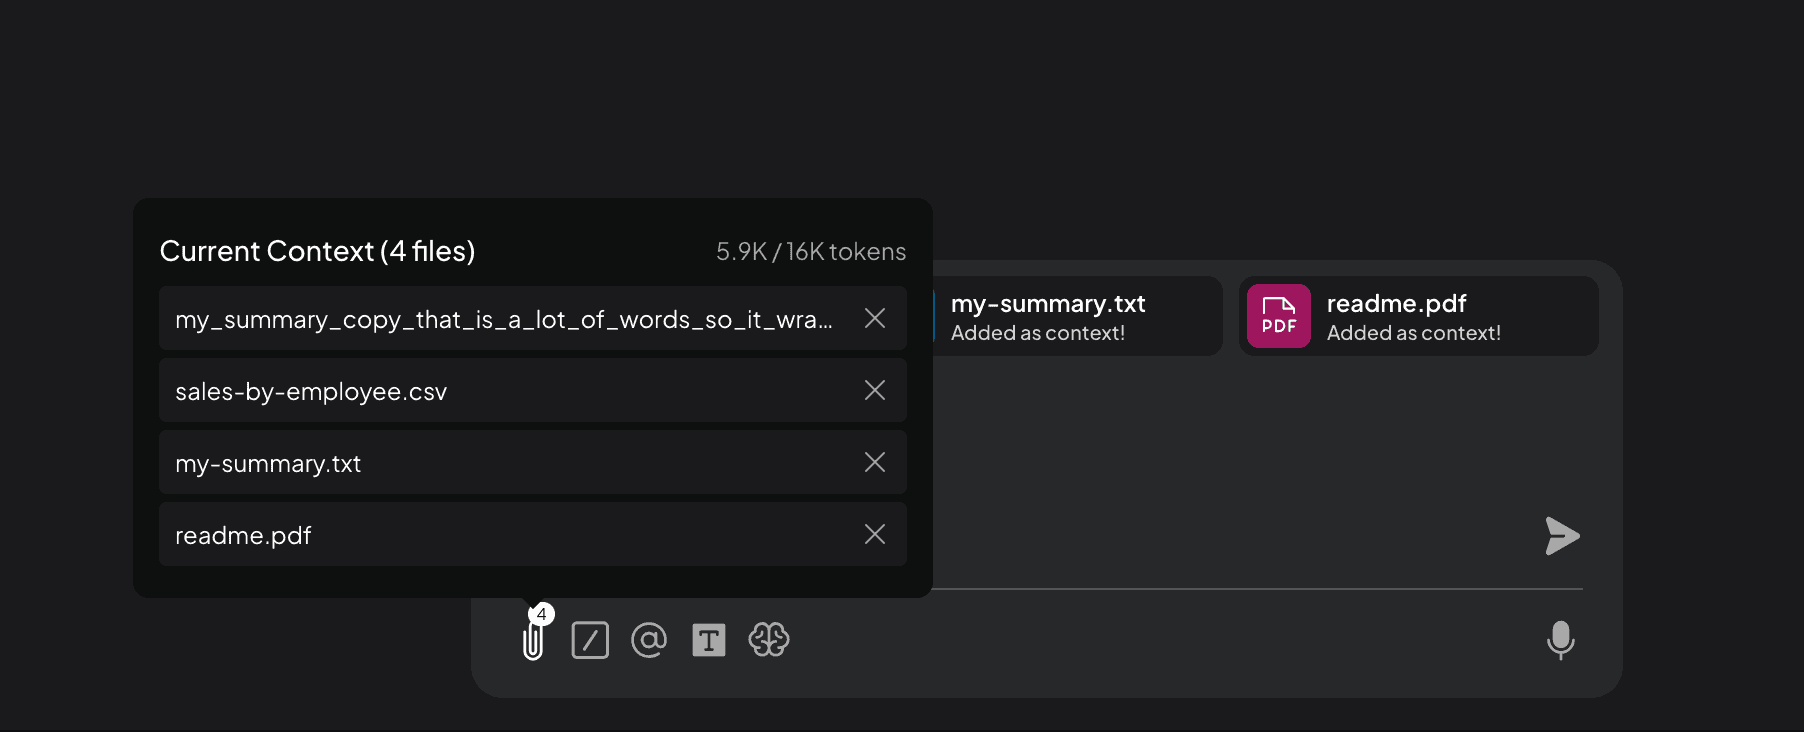 Current Context (4 files)
5.9K / 16K tokens
my_summary_copy_that_is_a_lot_of_words_so_it_wra...
sales-by-employee.csv
my-summary.txt
readme.pdf
my-summary.txt
Added as context!
PDF
readme.pdf
Added as context!
4
/
@
T